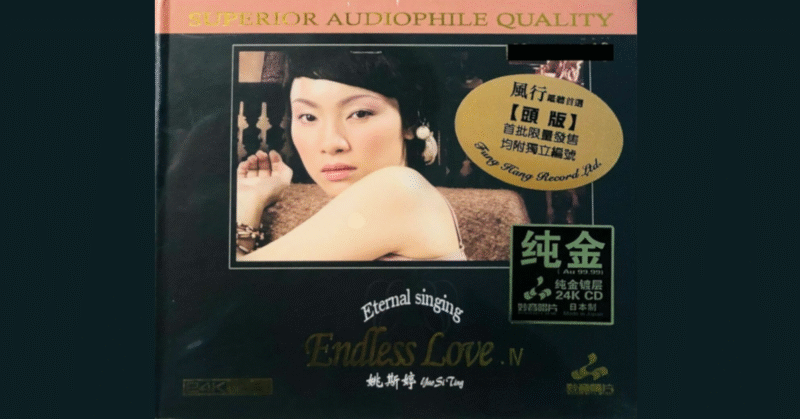 SUPERIOR AUDIOPHILE QUALITY
風行
【頭版】
首批限量發售
均附獨立編號
Fung Hang Record Ltd.
纯金
(Au 99.99)
纯金镀层
24K CD
日本制
Eternal singing
Endless Love . IV
姚斯婷 Yao Si Ting
24K